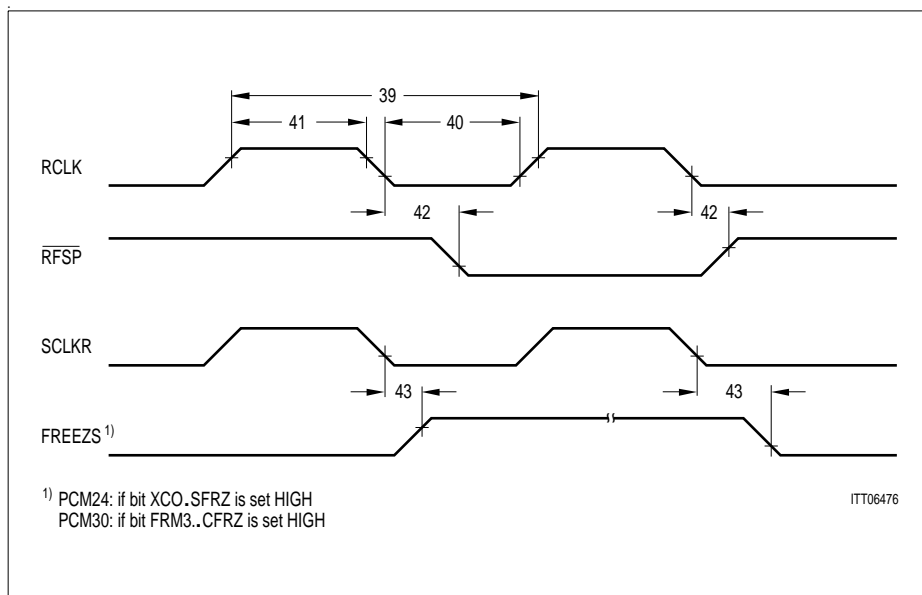 39
41
40
RCLK
42
42
RFSP
SCLKR
43
43
FREEZS 1)
1) PCM24: if bit XCO.SFRZ is set HIGH
PCM30: if bit FRM3..CFRZ is set HIGH
ITT06476